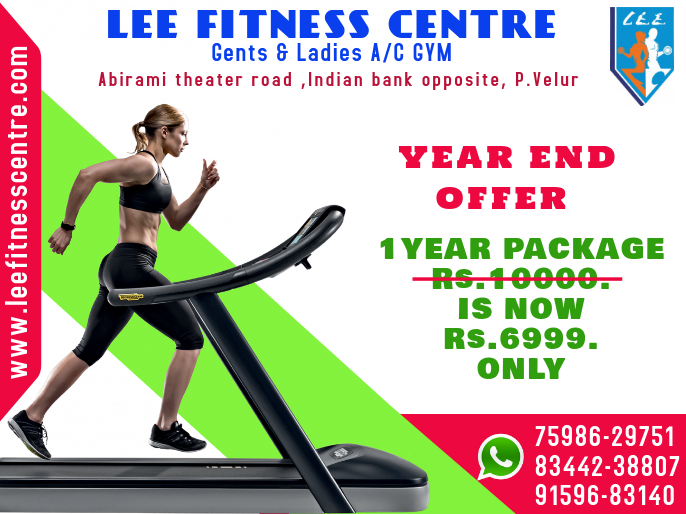 LEE FITNESS CENTRE
LEE
Gents & Ladies A/C GYM
Abirami theater road ,Indian bank opposite, P.Velur
www.leefitnesscentre.com
YEAR END
OFFER
1YEAR PACKAGE
RS.10000.
IS NOW
RS.6999.
ONLY
75986-29751
83442-38807
91596-83140